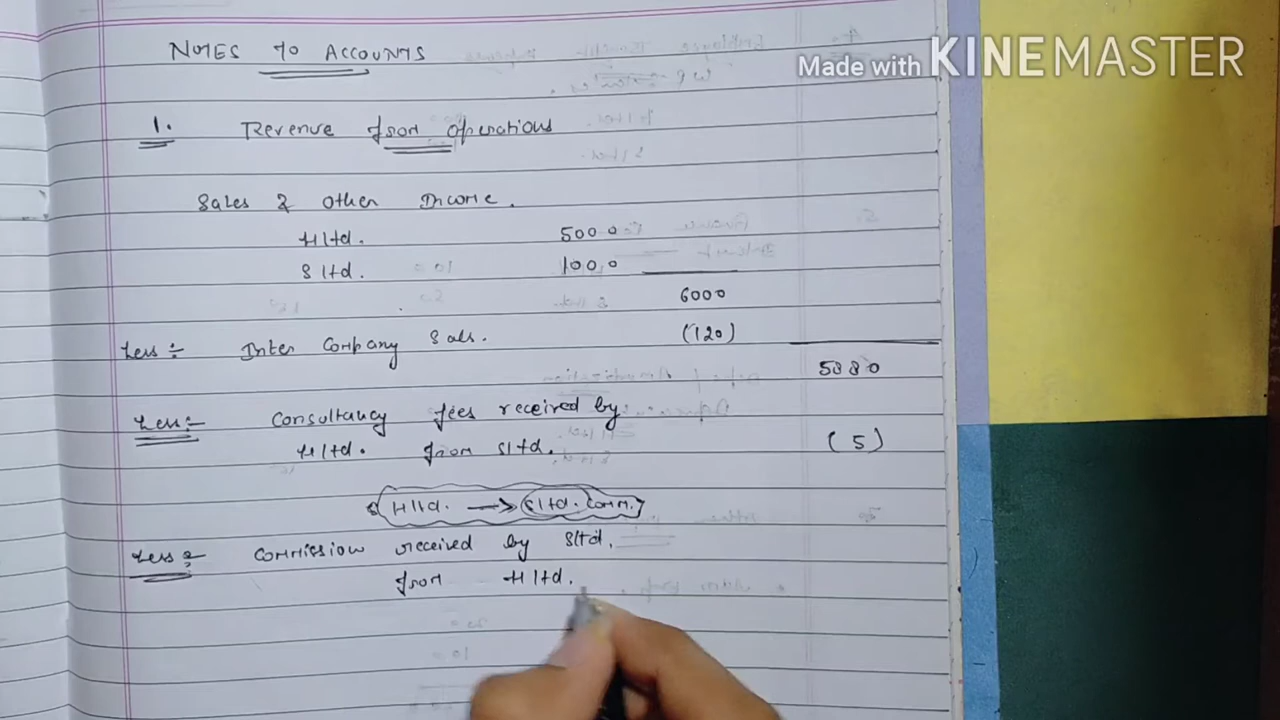 NOTES TO ACCOUNTS
Made with KINEMASTER
1. Revenue from Operations
Sales & Other Income.
H ltd. 5000
S ltd. 1000
6000
Less:- Inter Company Sals. (120)
5880
Less:- Consultancy fees received by
H ltd. from S ltd. (5)
H ltd. → S ltd. Comm.
Less: Commission received by S ltd.
from H ltd.